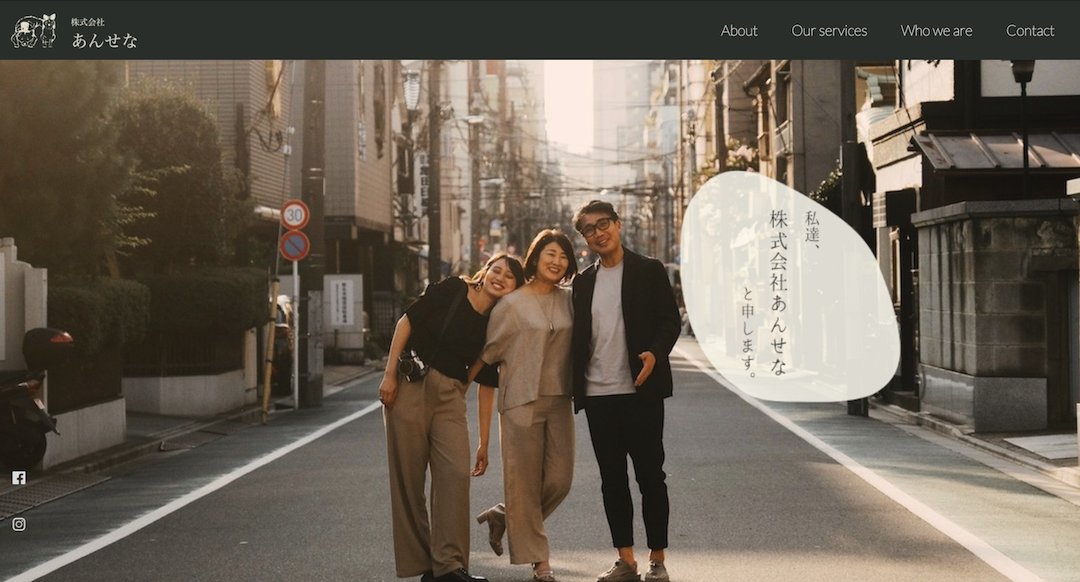 株式会社
あんせな
About
Our services
Who we are
Contact
30
私達、
株式会社あんせな
と申します。